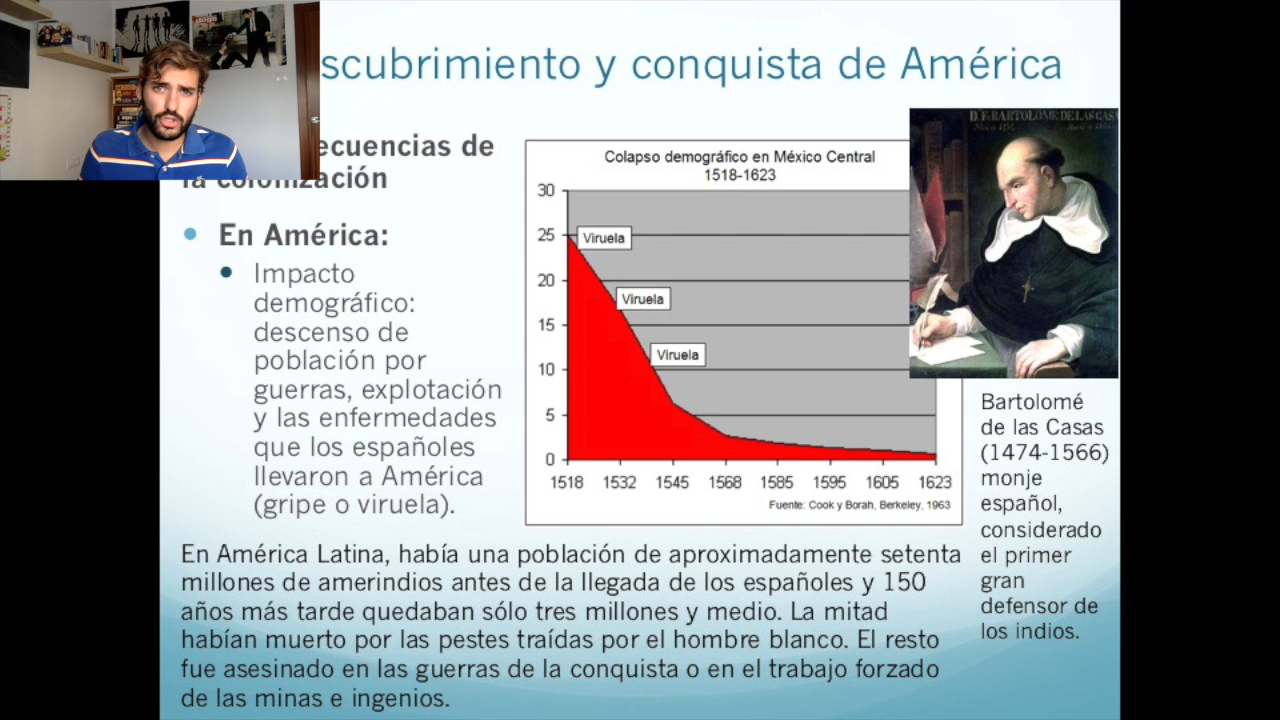 scubrimiento y conquista de América
ecuencias de
la colonización
En América:
Impacto
demográfico:
descenso de
población por
guerras, explotación
y las enfermedades
que los españoles
llevaron a América
(gripe o viruela).
Colapso demográfico en México Central
1518-1623
30
25
20
15
10
5
0
Viruela
Viruela
Viruela
1518 1532 1545 1568 1585 1595 1605 1623
Fuente: Cook y Borah, Berkeley, 1963
D. F. BARTOLOME DE LAS CAS
Bartolomé
de las Casas
(1474-1566)
monje
español,
considerado
el primer
gran
defensor de
los indios.
En América Latina, había una población de aproximadamente setenta
millones de amerindios antes de la llegada de los españoles y 150
años más tarde quedaban sólo tres millones y medio. La mitad
habían muerto por las pestes traídas por el hombre blanco. El resto
fue asesinado en las guerras de la conquista o en el trabajo forzado
de las minas e ingenios.